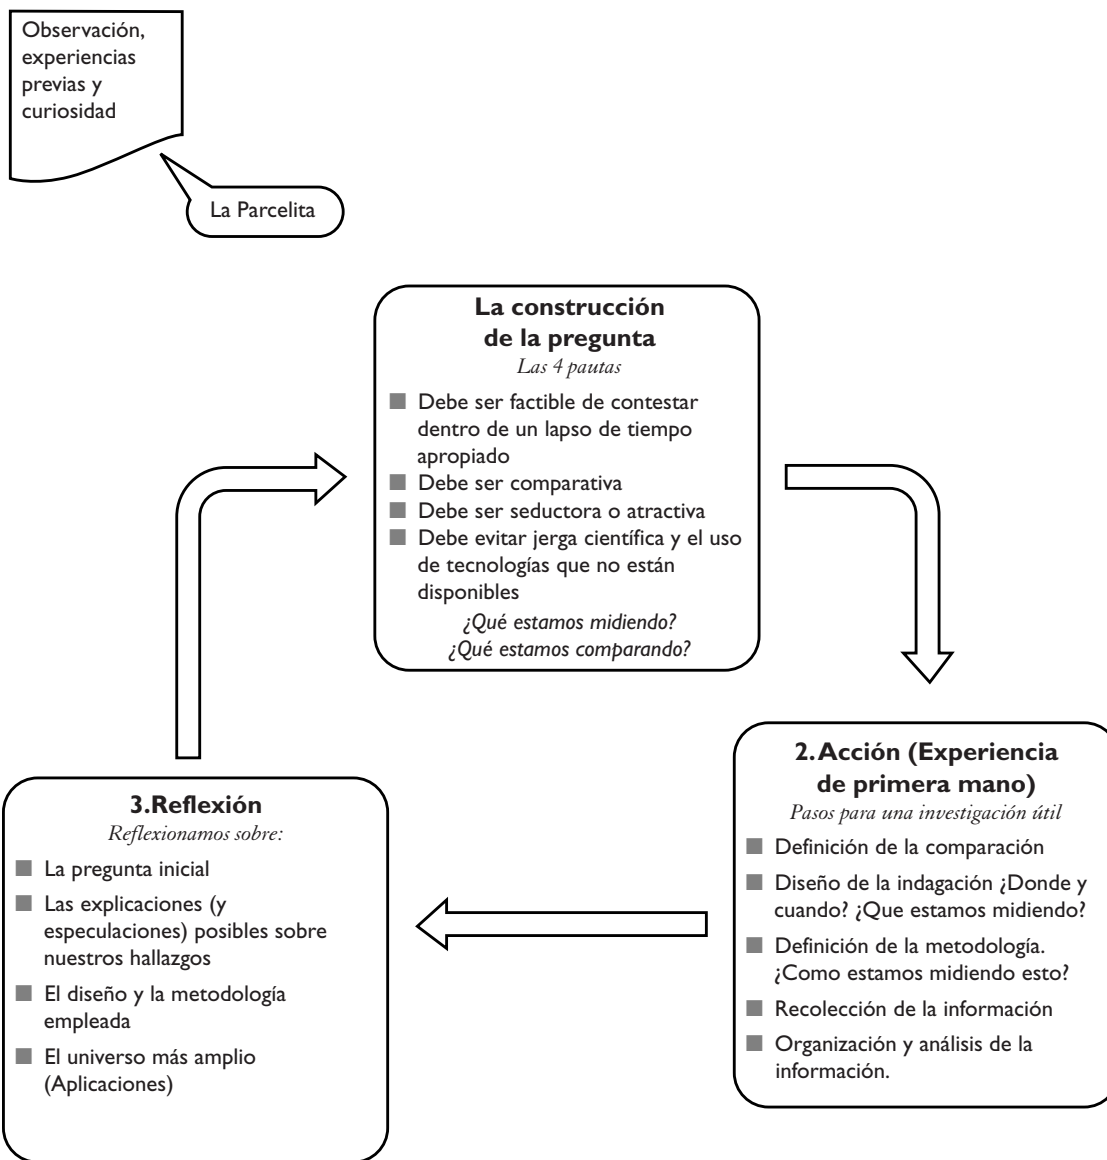 Observación,
experiencias
previas y
curiosidad
La Parcelita
La construcción
de la pregunta
Las 4 pautas
Debe ser factible de contestar
dentro de un lapso de tiempo
apropiado
Debe ser comparativa
Debe ser seductora o atractiva
Debe evitar jerga científica y el uso
de tecnologías que no están
disponibles
¿Qué estamos midiendo?
¿Qué estamos comparando?
2. Acción (Experiencia
de primera mano)
Pasos para una investigación útil
Definición de la comparación
Diseño de la indagación ¿Donde y
cuando? ¿Que estamos midiendo?
Definición de la metodología.
¿Como estamos midiendo esto?
Recolección de la información
Organización y análisis de la
información.
3.Reflexión
Reflexionamos sobre:
La pregunta inicial
Las explicaciones (y
especulaciones) posibles sobre
nuestros hallazgos
El diseño y la metodología
empleada
El universo más amplio
(Aplicaciones)